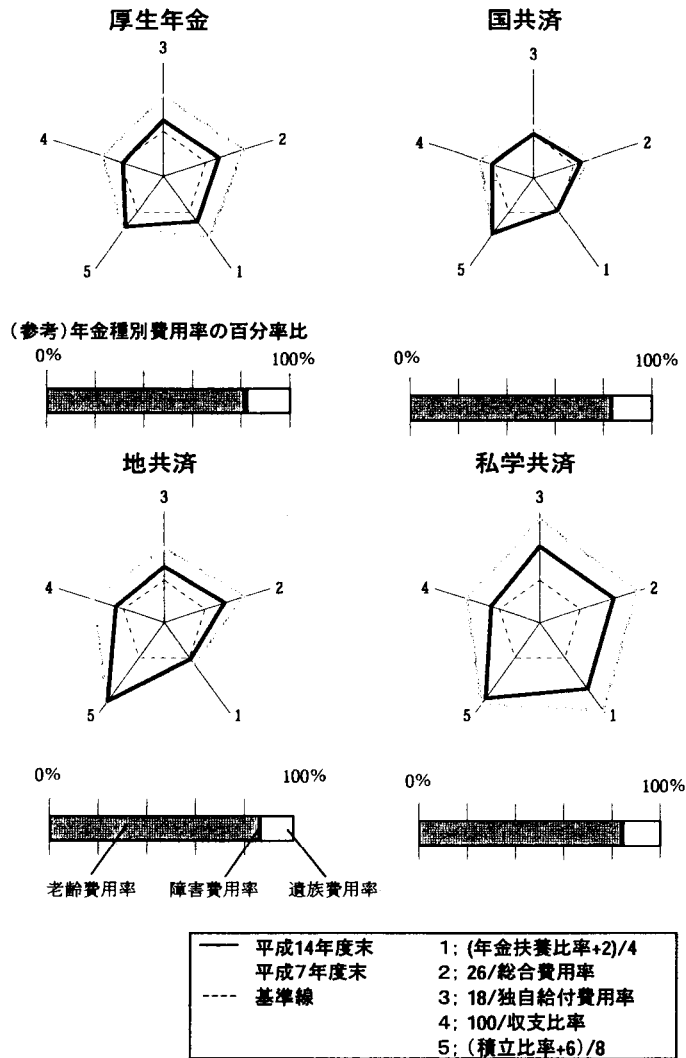 厚生年金
国共済
3
2
1
5
4
3
2
1
5
4
(参考)年金種別費用率の百分率比
0%
100%
0%
100%
地共済
私学共済
3
2
1
5
4
3
2
1
5
4
0%
100%
0%
100%
老齢費用率
障害費用率
遺族費用率
平成14年度末
平成7年度末
基準線
1; (年金扶養比率+2)/4
2; 26/総合費用率
3; 18/独自給付費用率
4; 100/収支比率
5; (積立比率+6)/8